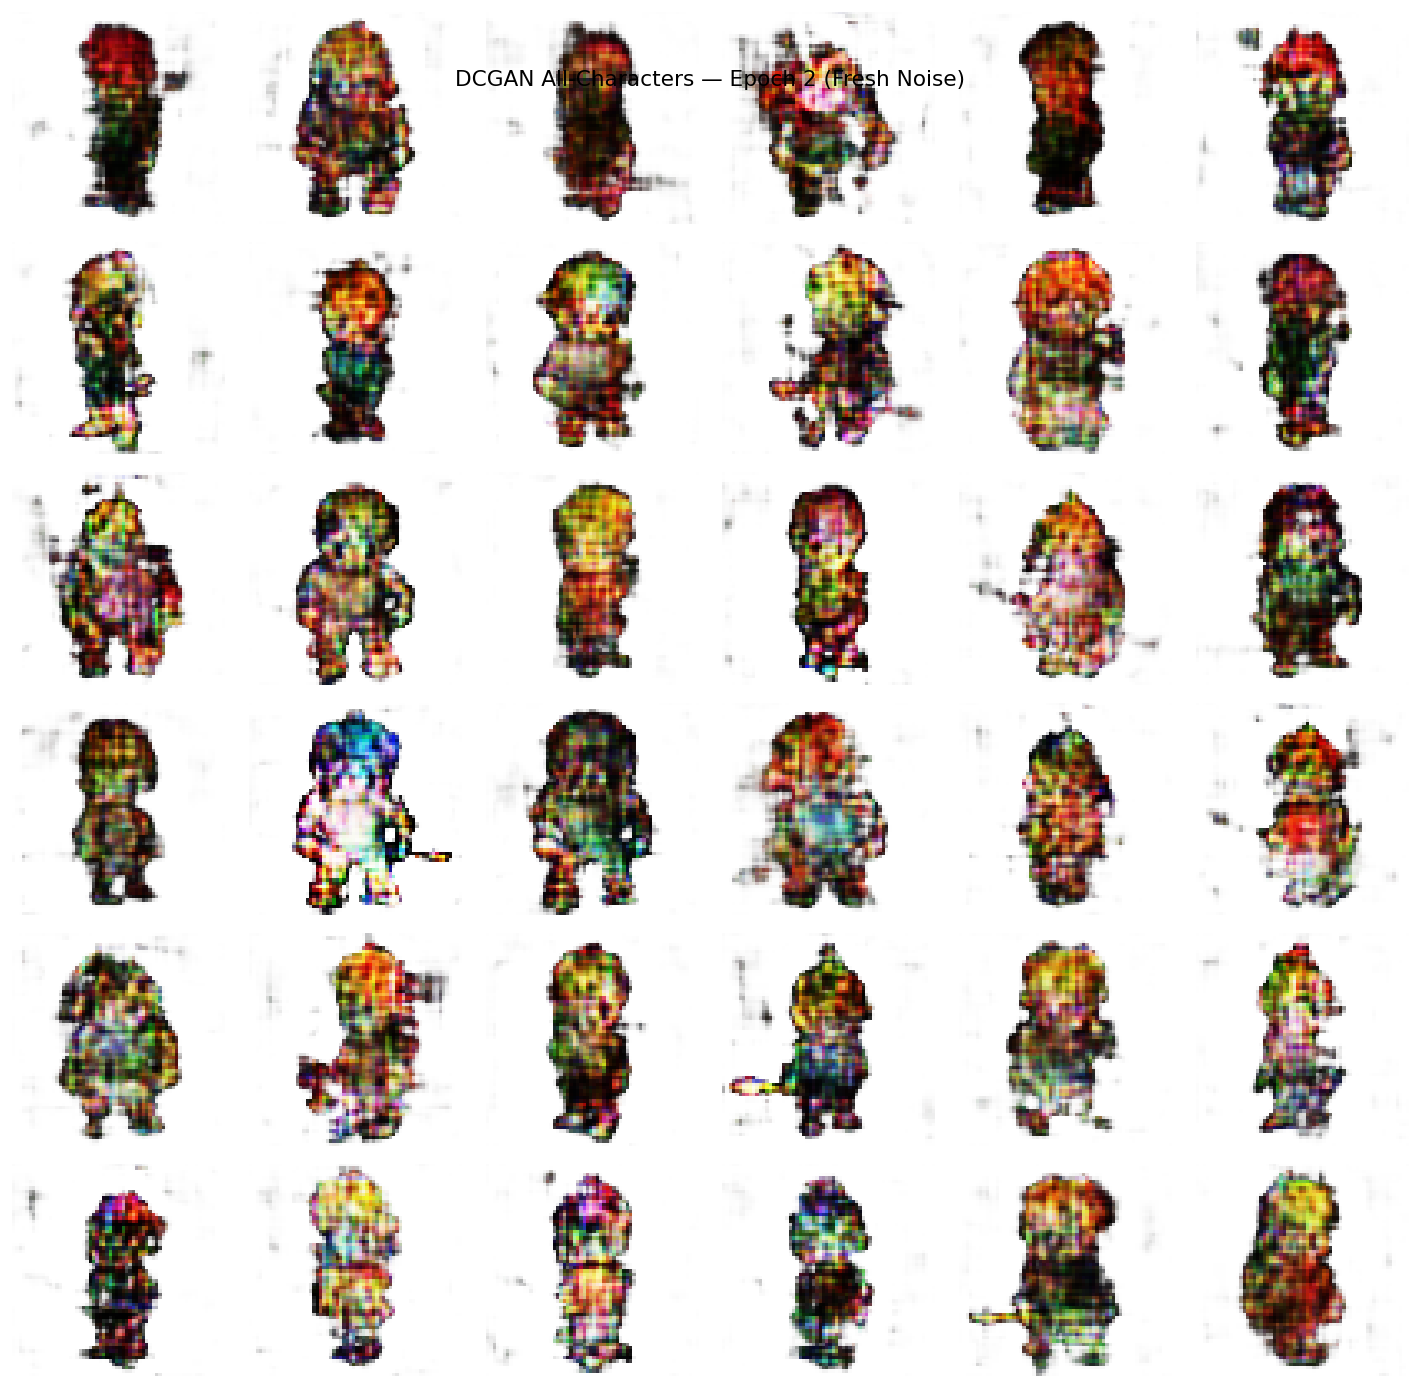 DCGAN All Characters — Epoch 2 (Fresh Noise)